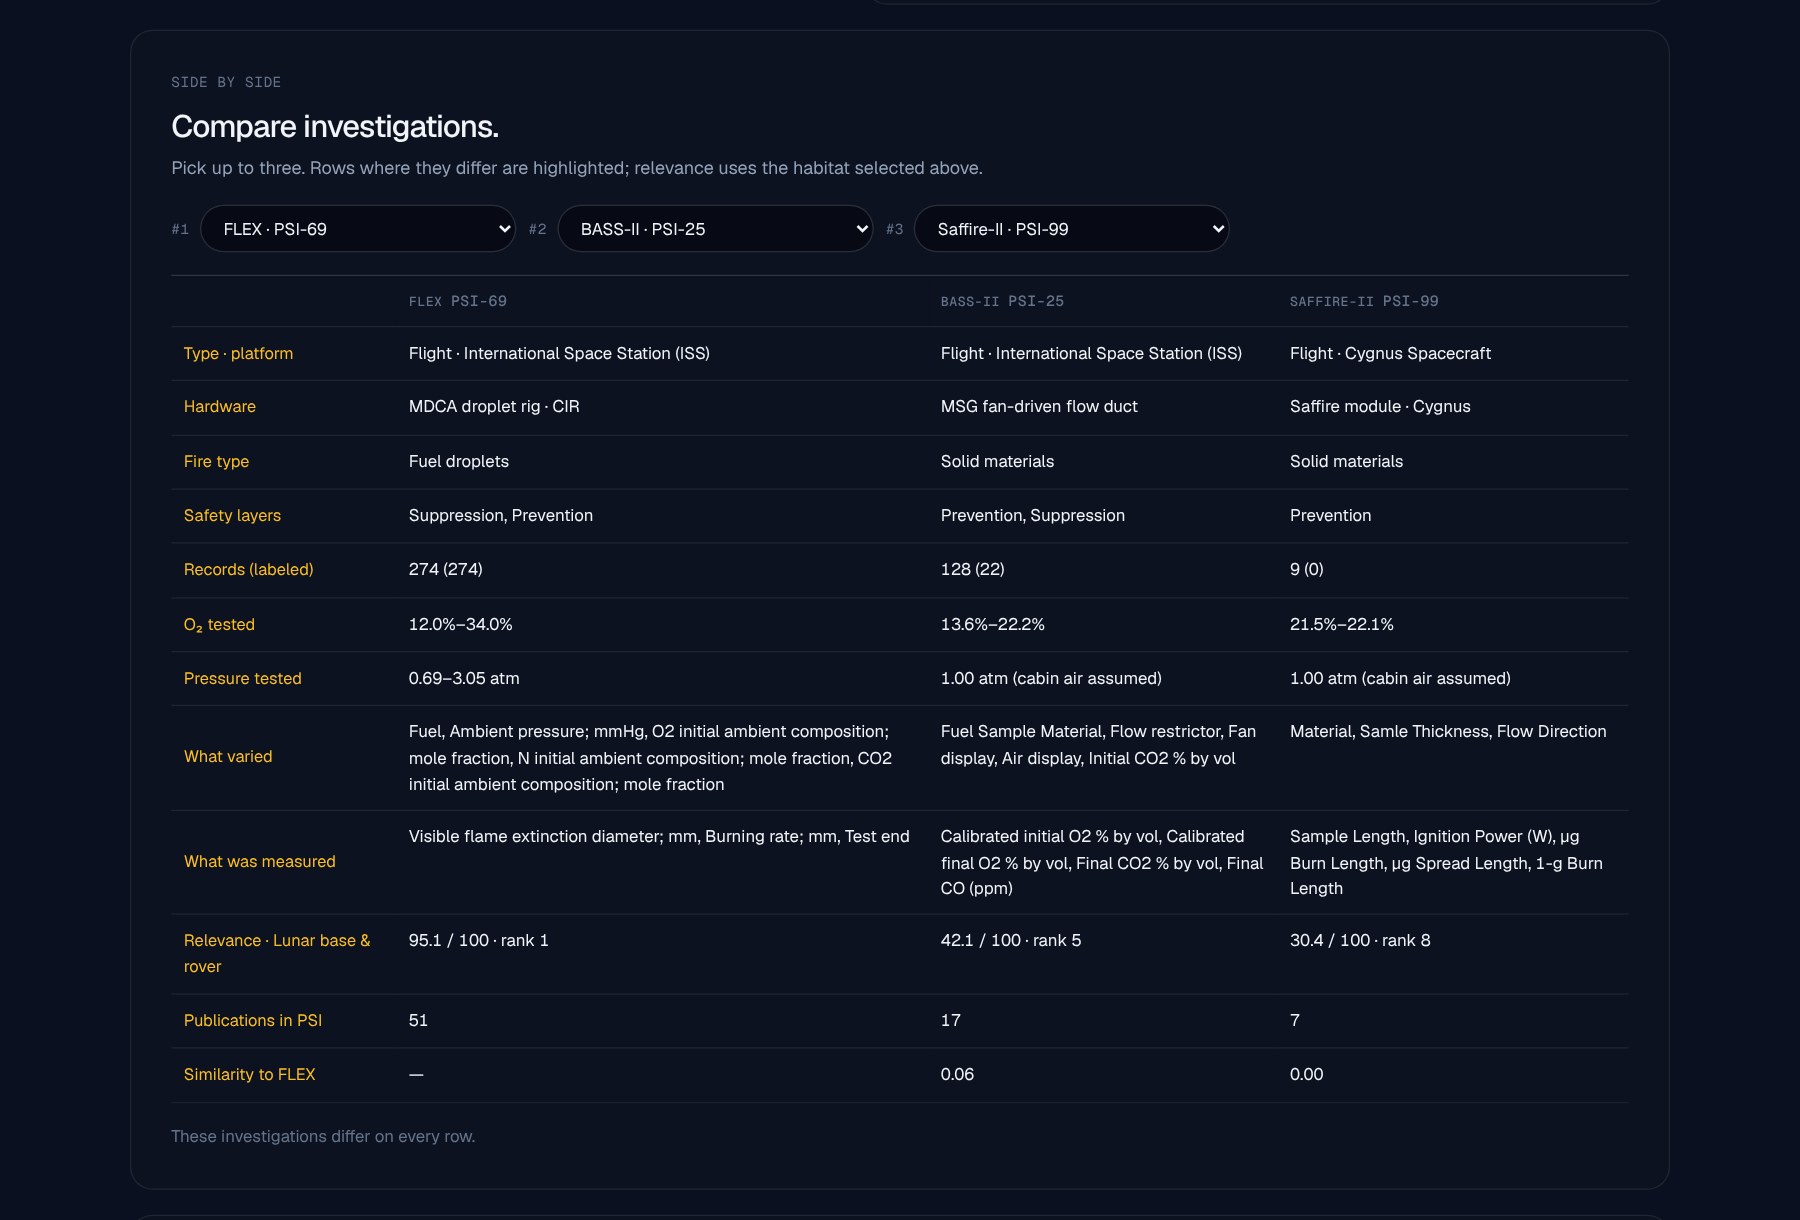 SIDE BY SIDE
Compare investigations.
Pick up to three. Rows where they differ are highlighted; relevance uses the habitat selected above.
#1 FLEX · PSI-69 #2 BASS-II · PSI-25 #3 Saffire-II · PSI-99
FLEX PSI-69 BASS-II PSI-25 SAFFIRE-II PSI-99
Type · platform Flight · International Space Station (ISS) Flight · International Space Station (ISS) Flight · Cygnus Spacecraft
Hardware MDCA droplet rig · CIR MSG fan-driven flow duct Saffire module · Cygnus
Fire type Fuel droplets Solid materials Solid materials
Safety layers Suppression, Prevention Prevention, Suppression Prevention
Records (labeled) 274 (274) 128 (22) 9 (0)
O₂ tested 12.0%–34.0% 13.6%–22.2% 21.5%–22.1%
Pressure tested 0.69–3.05 atm 1.00 atm (cabin air assumed) 1.00 atm (cabin air assumed)
What varied
Fuel, Ambient pressure; mmHg, O2 initial ambient composition;
mole fraction, N initial ambient composition; mole fraction, CO2
initial ambient composition; mole fraction
Fuel Sample Material, Flow restrictor, Fan
display, Air display, Initial CO2 % by vol
Material, Samle Thickness, Flow Direction
What was measured
Visible flame extinction diameter; mm, Burning rate; mm, Test end
Calibrated initial O2 % by vol, Calibrated
final O2 % by vol, Final CO2 % by vol, Final
CO (ppm)
Sample Length, Ignition Power (W), µg
Burn Length, µg Spread Length, 1-g Burn
Length
Relevance · Lunar base &
rover
95.1 / 100 · rank 1 42.1 / 100 · rank 5 30.4 / 100 · rank 8
Publications in PSI 51 17 7
Similarity to FLEX — 0.06 0.00
These investigations differ on every row.